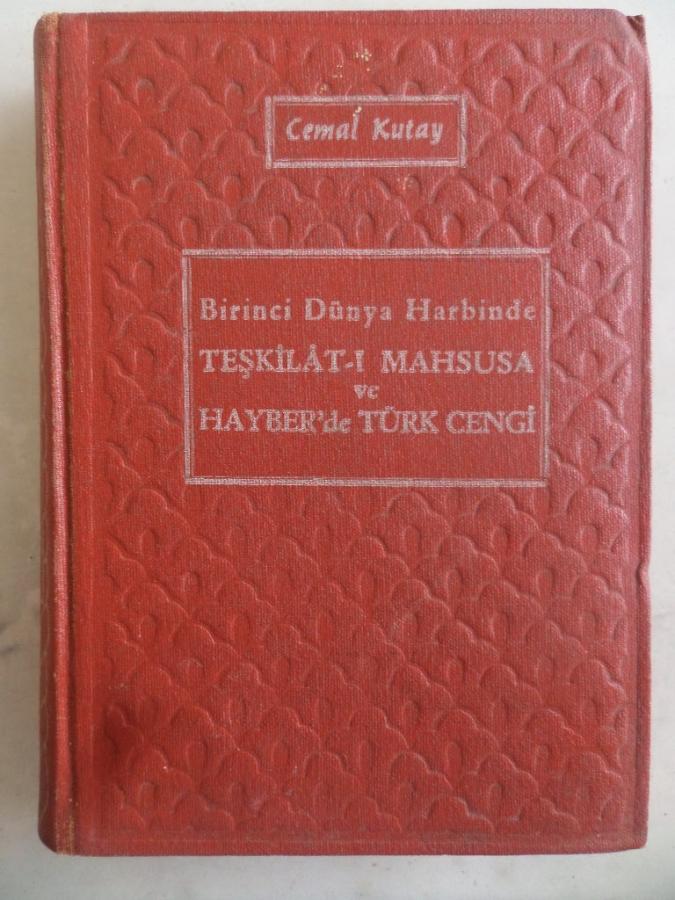 Cemal Kutay
Birinci Dünya Harbinde
TEŞKİLÂT-I MAHSUSA
ve
HAYBER'de TÜRK CENGİ